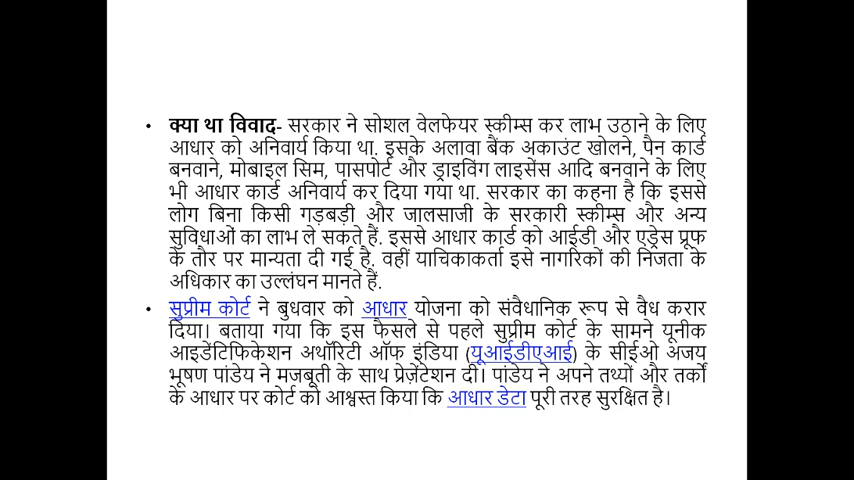 • क्या था विवाद- सरकार ने सोशल वेलफेयर स्कीम्स कर लाभ उठाने के लिए
आधार को अनिवार्य किया था. इसके अलावा बैंक अकाउंट खोलने, पैन कार्ड
बनवाने, मोबाइल सिम, पासपोर्ट और ड्राइविंग लाइसेंस आदि बनवाने के लिए
भी आधार कार्ड अनिवार्य कर दिया गया था. सरकार का कहना है कि इससे
लोग बिना किसी गड़बड़ी और जालसाजी के सरकारी स्कीम्स और अन्य
सुविधाओं का लाभ ले सकते हैं. इससे आधार कार्ड को आईडी और एड्रेस प्रूफ
के तौर पर मान्यता दी गई है. वहीं याचिकाकर्ता इसे नागरिकों की निजता के
अधिकार का उल्लंघन मानते हैं.
• सुप्रीम कोर्ट ने बुधवार को आधार योजना को संवैधानिक रूप से वैध करार
दिया। बताया गया कि इस फैसले से पहले सुप्रीम कोर्ट के सामने यूनीक
आइडेंटिफिकेशन अथॉरिटी ऑफ इंडिया (यूआईडीएआई) के सीईओ अजय
भूषण पांडेय ने मजबूती के साथ प्रेज़ेंटेशन दी। पांडेय ने अपने तथ्यों और तर्कों
के आधार पर कोर्ट को आश्वस्त किया कि आधार डेटा पूरी तरह सुरक्षित है।